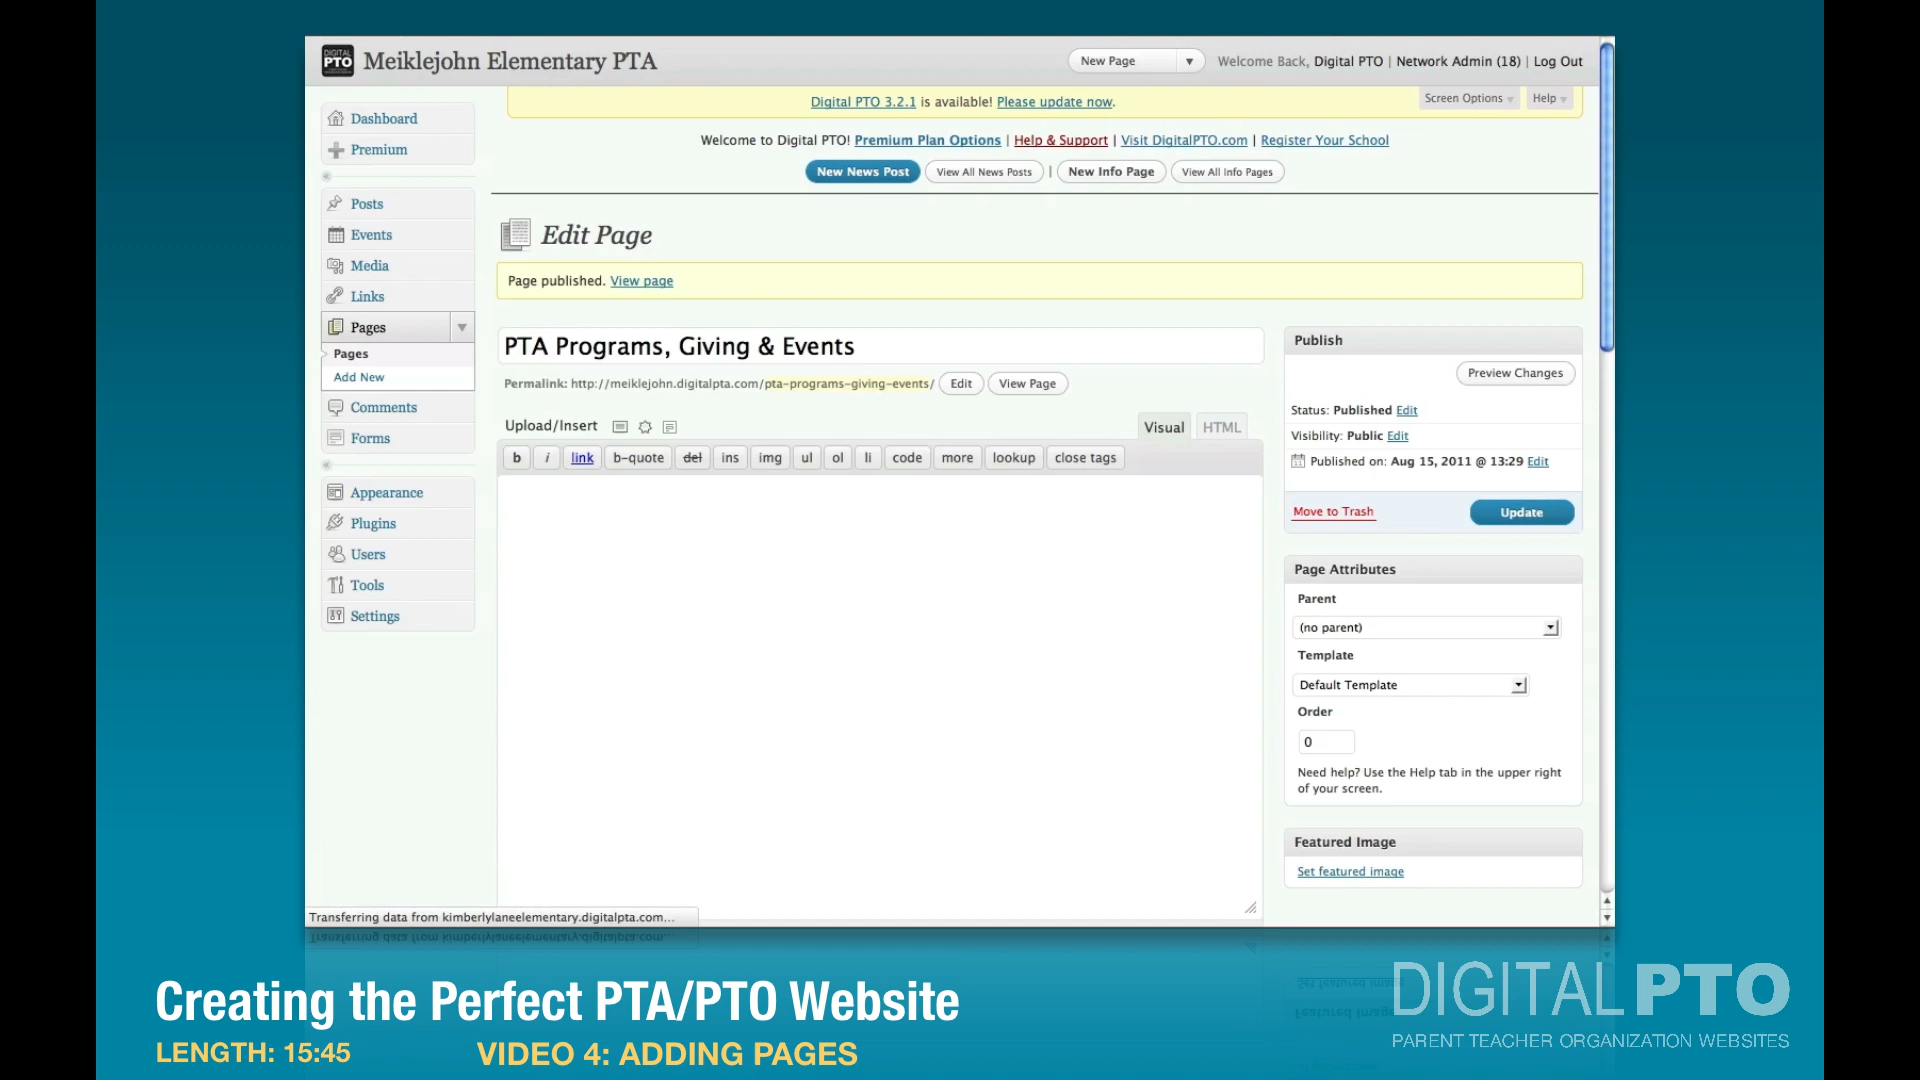 DIGITAL PTO
Meiklejohn Elementary PTA
New Page
Welcome Back, Digital PTO | Network Admin (18) | Log Out
Digital PTO 3.2.1 is available! Please update now.
Screen Options
Help
Welcome to Digital PTO! Premium Plan Options | Help & Support | Visit DigitalPTO.com | Register Your School
New News Post
View All News Posts
|
New Info Page
View All Info Pages
Dashboard
Premium
Posts
Events
Media
Links
Pages
Pages
Add New
Comments
Forms
Appearance
Plugins
Users
Tools
Settings
Edit Page
Page published. View page
PTA Programs, Giving & Events
Permalink: http://meiklejohn.digitalpta.com/pta-programs-giving-events/ Edit View Page
Upload/Insert
Visual HTML
b i link b-quote del ins img ul ol li code more lookup close tags
Publish
Preview Changes
Status: Published Edit
Visibility: Public Edit
Published on: Aug 15, 2011 @ 13:29 Edit
Move to Trash
Update
Page Attributes
Parent
(no parent)
Template
Default Template
Order
0
Need help? Use the Help tab in the upper right
of your screen.
Featured Image
Set featured image
Transferring data from kimberlylaneelementary.digitalpta.com...
Creating the Perfect PTA/PTO Website
LENGTH: 15:45
VIDEO 4: ADDING PAGES
DIGITALPTO
PARENT TEACHER ORGANIZATION WEBSITES